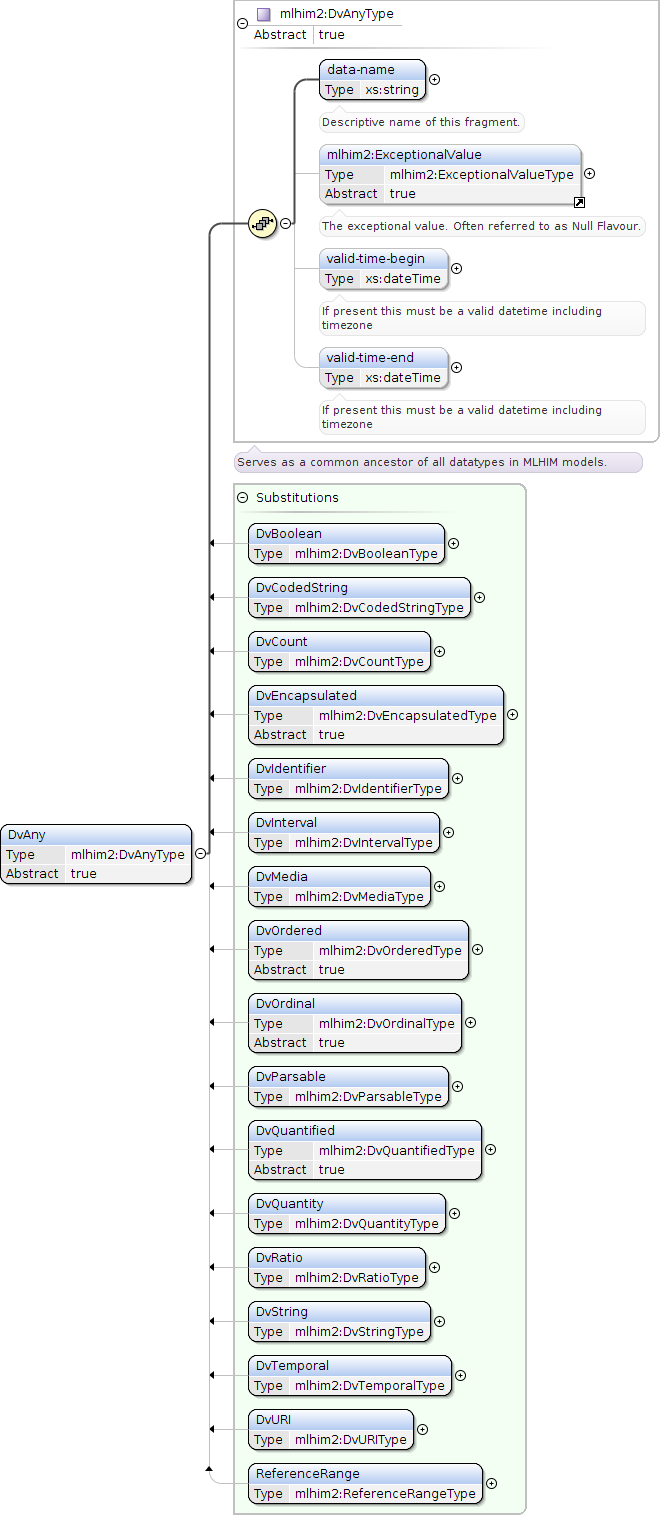 mlhim2:DvAnyType
Abstract true
data-name
Type xs:string
Descriptive name of this fragment.
mlhim2:ExceptionalValue
Type mlhim2:ExceptionalValueType
Abstract true
The exceptional value. Often referred to as Null Flavour.
valid-time-begin
Type xs:dateTime
If present this must be a valid datetime including
timezone
valid-time-end
Type xs:dateTime
If present this must be a valid datetime including
timezone
Serves as a common ancestor of all datatypes in MLHIM models.
Substitutions
DvBoolean
Type mlhim2:DvBooleanType
DvCodedString
Type mlhim2:DvCodedStringType
DvCount
Type mlhim2:DvCountType
DvEncapsulated
Type mlhim2:DvEncapsulatedType
Abstract true
DvIdentifier
Type mlhim2:DvIdentifierType
DvInterval
Type mlhim2:DvIntervalType
DvAny
Type mlhim2:DvAnyType
Abstract true
DvMedia
Type mlhim2:DvMediaType
DvOrdered
Type mlhim2:DvOrderedType
Abstract true
DvOrdinal
Type mlhim2:DvOrdinalType
Abstract true
DvParsable
Type mlhim2:DvParsableType
DvQuantified
Type mlhim2:DvQuantifiedType
Abstract true
DvQuantity
Type mlhim2:DvQuantityType
DvRatio
Type mlhim2:DvRatioType
DvString
Type mlhim2:DvStringType
DvTemporal
Type mlhim2:DvTemporalType
DvURI
Type mlhim2:DvURIType
ReferenceRange
Type mlhim2:ReferenceRangeType